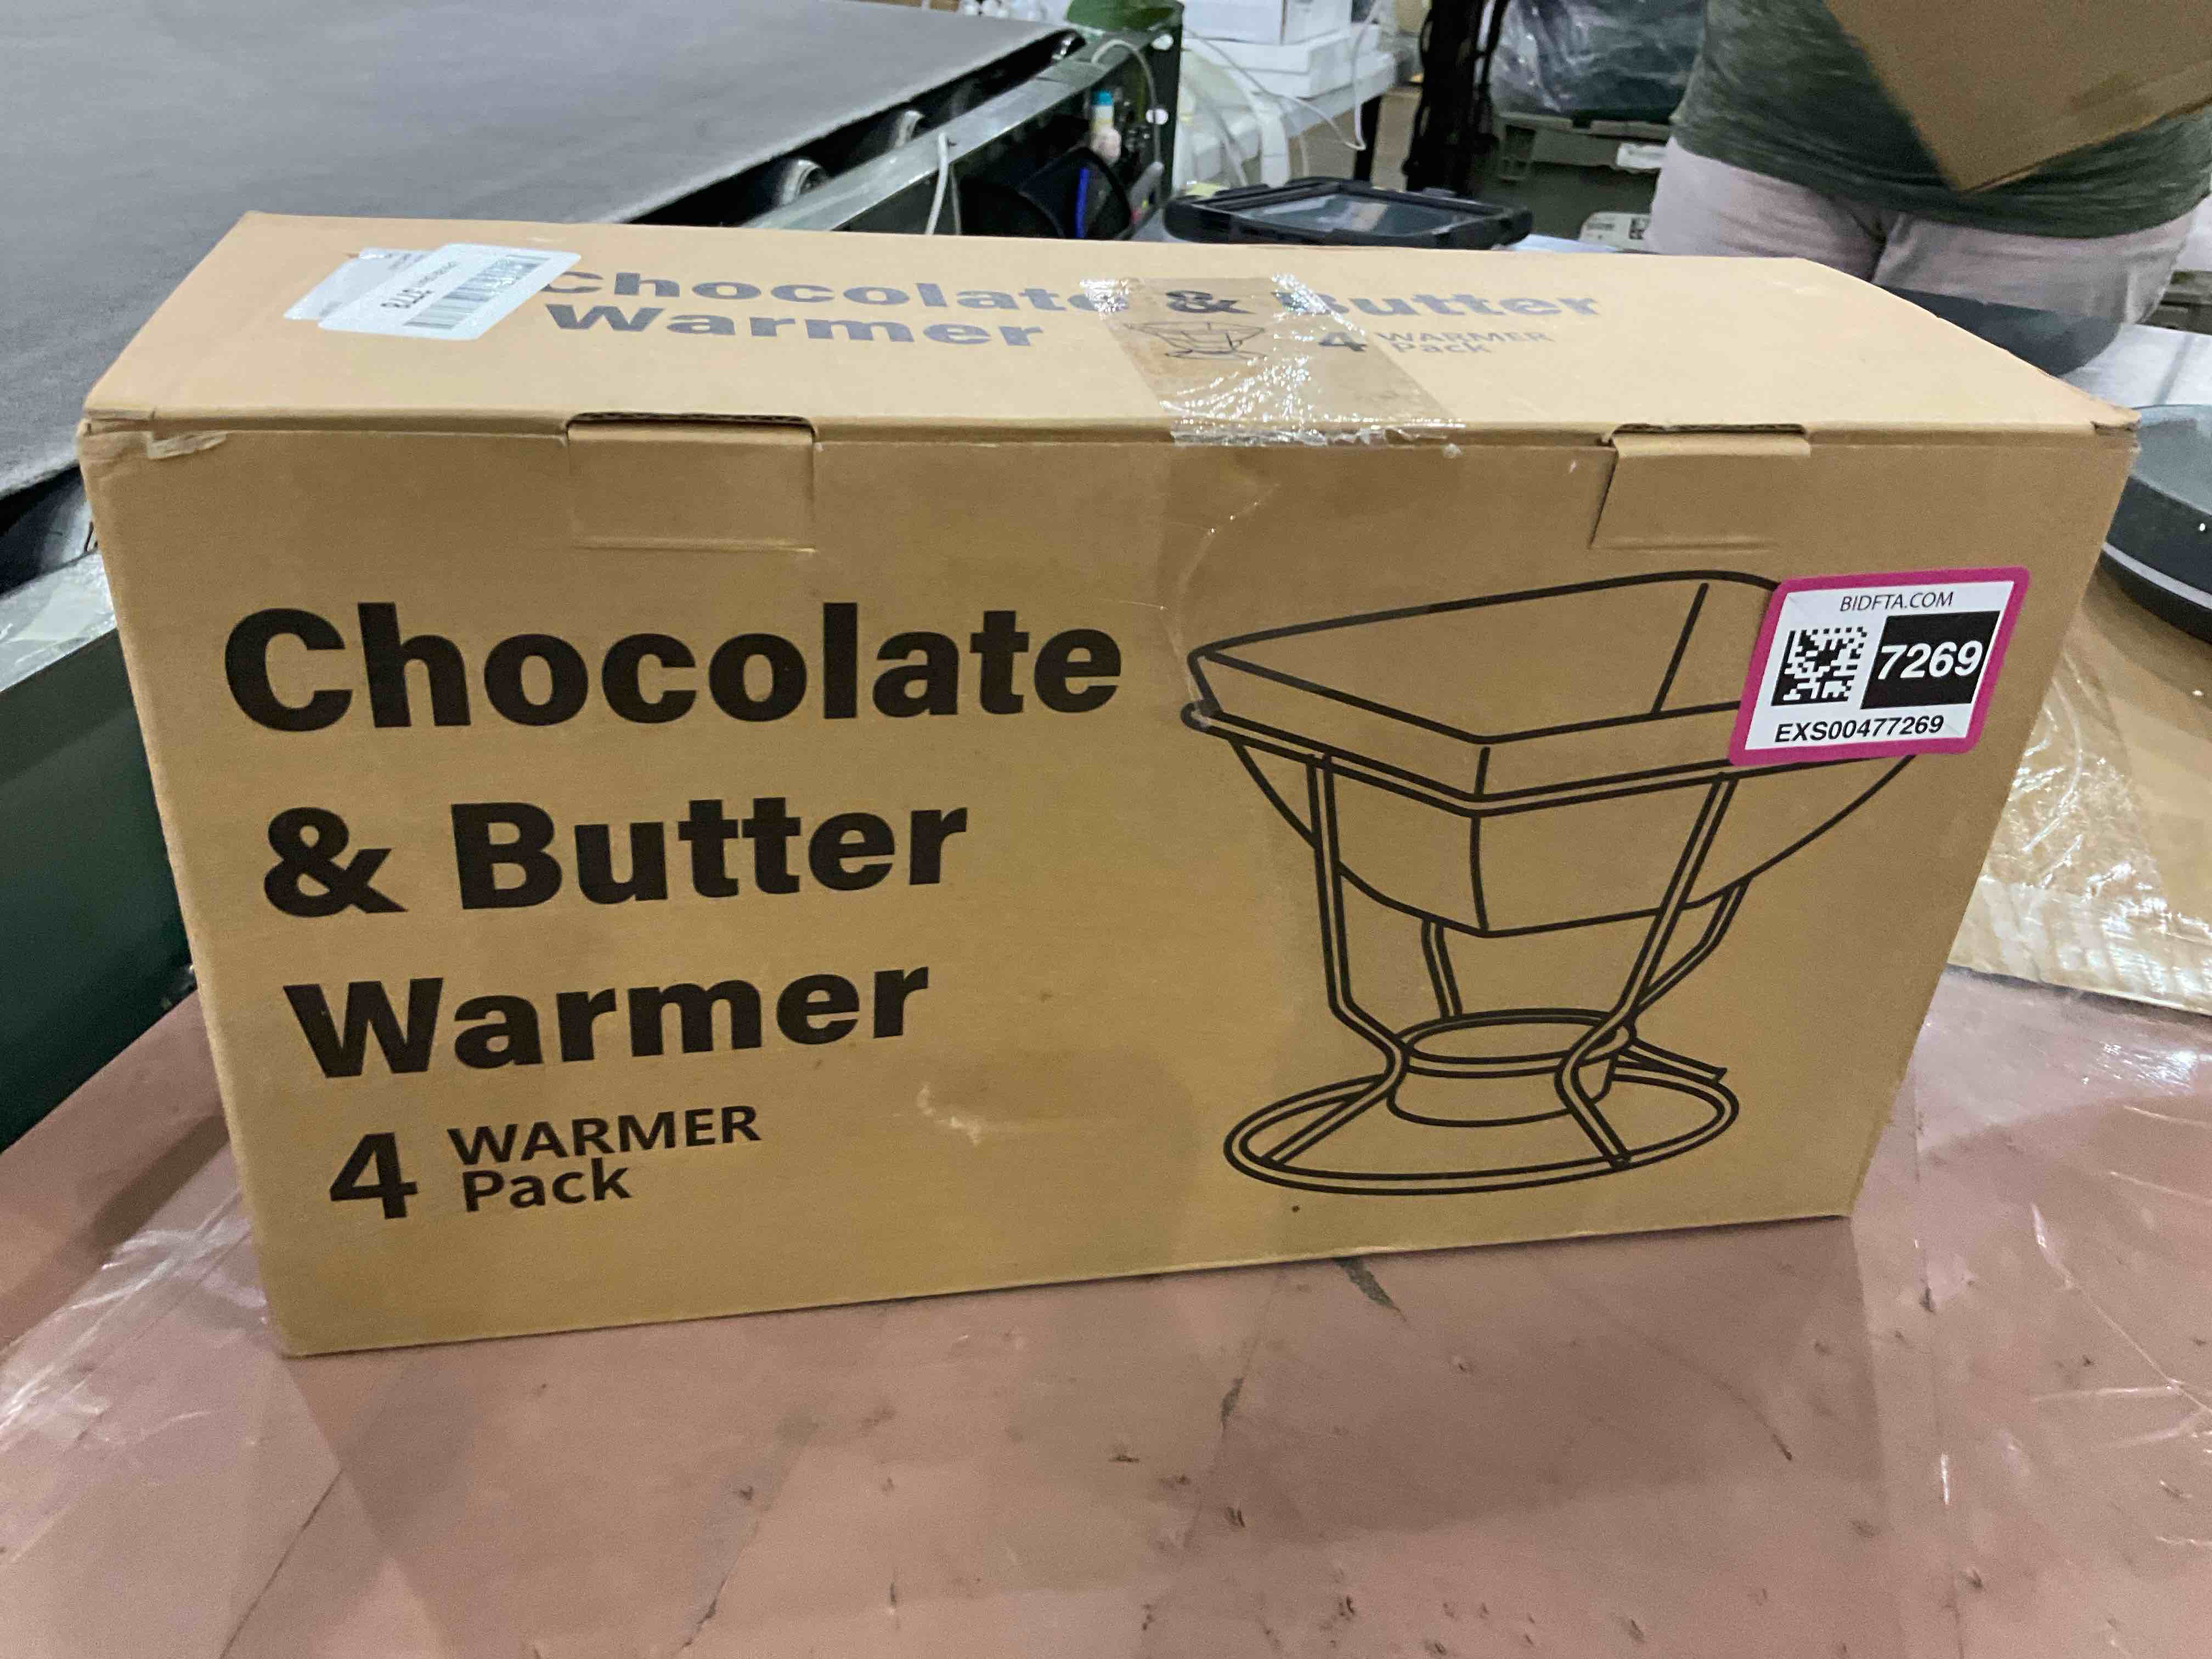 Chocolate & Butter
Warmer
4 WARMER
Pack
Chocolate
& Butter
Warmer
4 WARMER
Pack
BIDFTA.COM
7269
EXS00477269